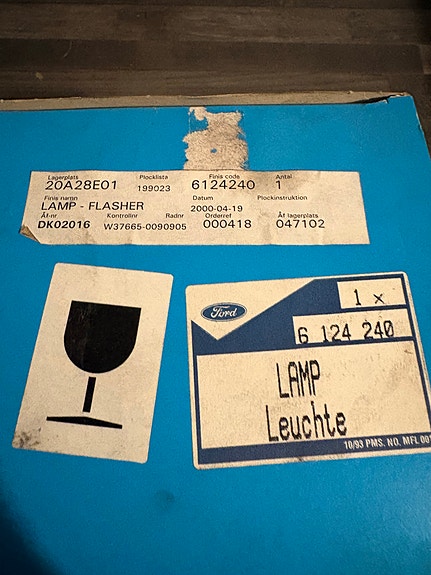 Lagerplats Plocklista Finis code Antal
20A28E01 199023 6124240 1
Finis namn Datum Plockinstruktion
LAMP - FLASHER 2000-04-19
Åf-nr Kontrollnr Radnr Orderref Åf lagerplats
DK02016 W37665-0090905 000418 047102
Ford
1 x
6 124 240
LAMP
Leuchte
10/93 PMS. NO. MFL